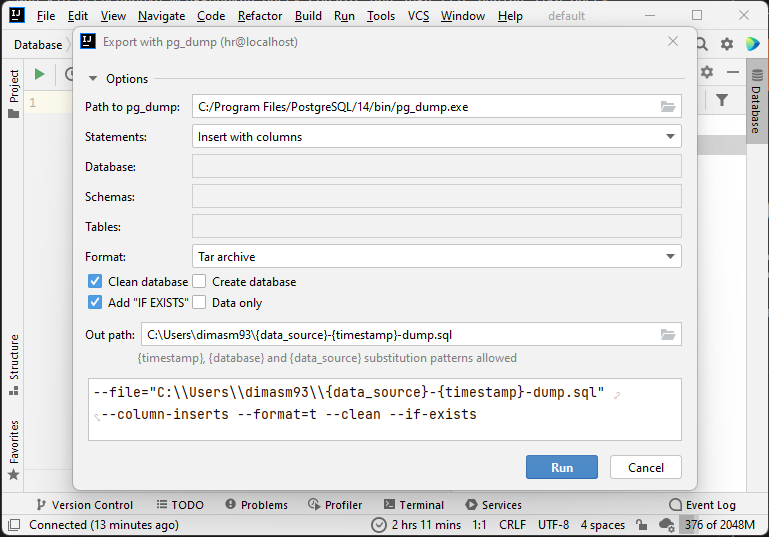 File Edit View Navigate Code Refactor Build Run Tools VCS Window Help default
Database
Export with pg_dump (hr@localhost)
Project
Options
1
Path to pg_dump: C:/Program Files/PostgreSQL/14/bin/pg_dump.exe
Database
Statements: Insert with columns
Database:
Schemas:
Tables:
Format: Tar archive
Clean database Create database
Add "IF EXISTS" Data only
Out path: C:\Users\dimasm93\{data_source}-{timestamp}-dump.sql
{timestamp}, {database} and {data_source} substitution patterns allowed
Structure
--file="C:\\Users\\dimasm93\\{data_source}-{timestamp}-dump.sql"
--column-inserts --format=t --clean --if-exists
Favorites
Run Cancel
Version Control TODO Problems Profiler Terminal Services Event Log
Connected (13 minutes ago) 2 hrs 11 mins 1:1 CRLF UTF-8 4 spaces 376 of 2048M